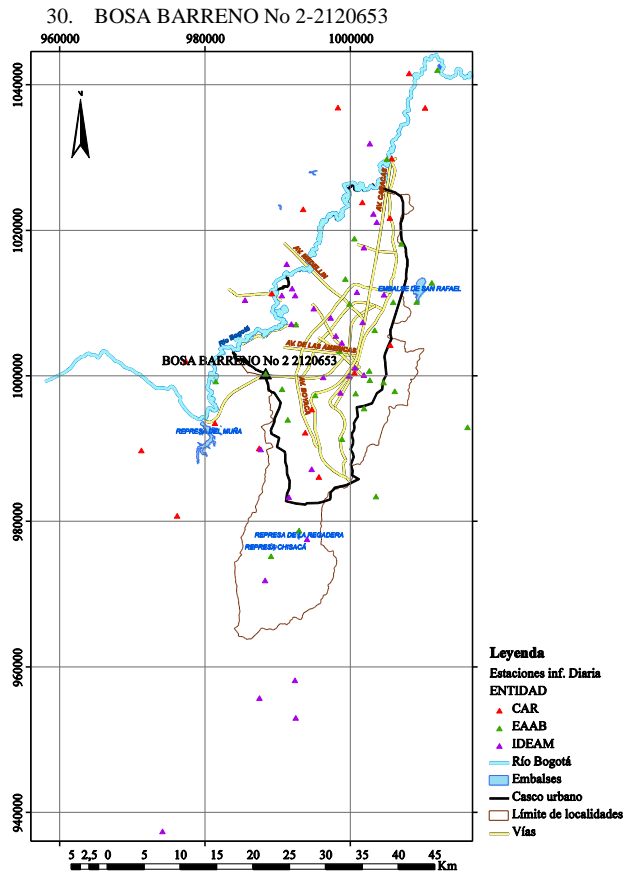 30. BOSA BARRENO No 2-2120653
960000 980000 1000000
1040000
1020000
1000000
980000
960000
940000
AV. CARACAS
AV. MEDELLIN
EMBALSE DE SAN RAFAEL
Río Bogotá
AV. DE LAS AMERICAS
BOSA BARRENO No 2 2120653
AV. BOYACA
REPRESA DEL MUÑA
REPRESA DE LA REGADERA
REPRESA CHISACÁ
Leyenda
Estaciones inf. Diaria
ENTIDAD
CAR
EAAB
IDEAM
Río Bogotá
Embalses
Casco urbano
Límite de localidades
Vías
5 2,5 0 5 10 15 20 25 30 35 40 45
Km